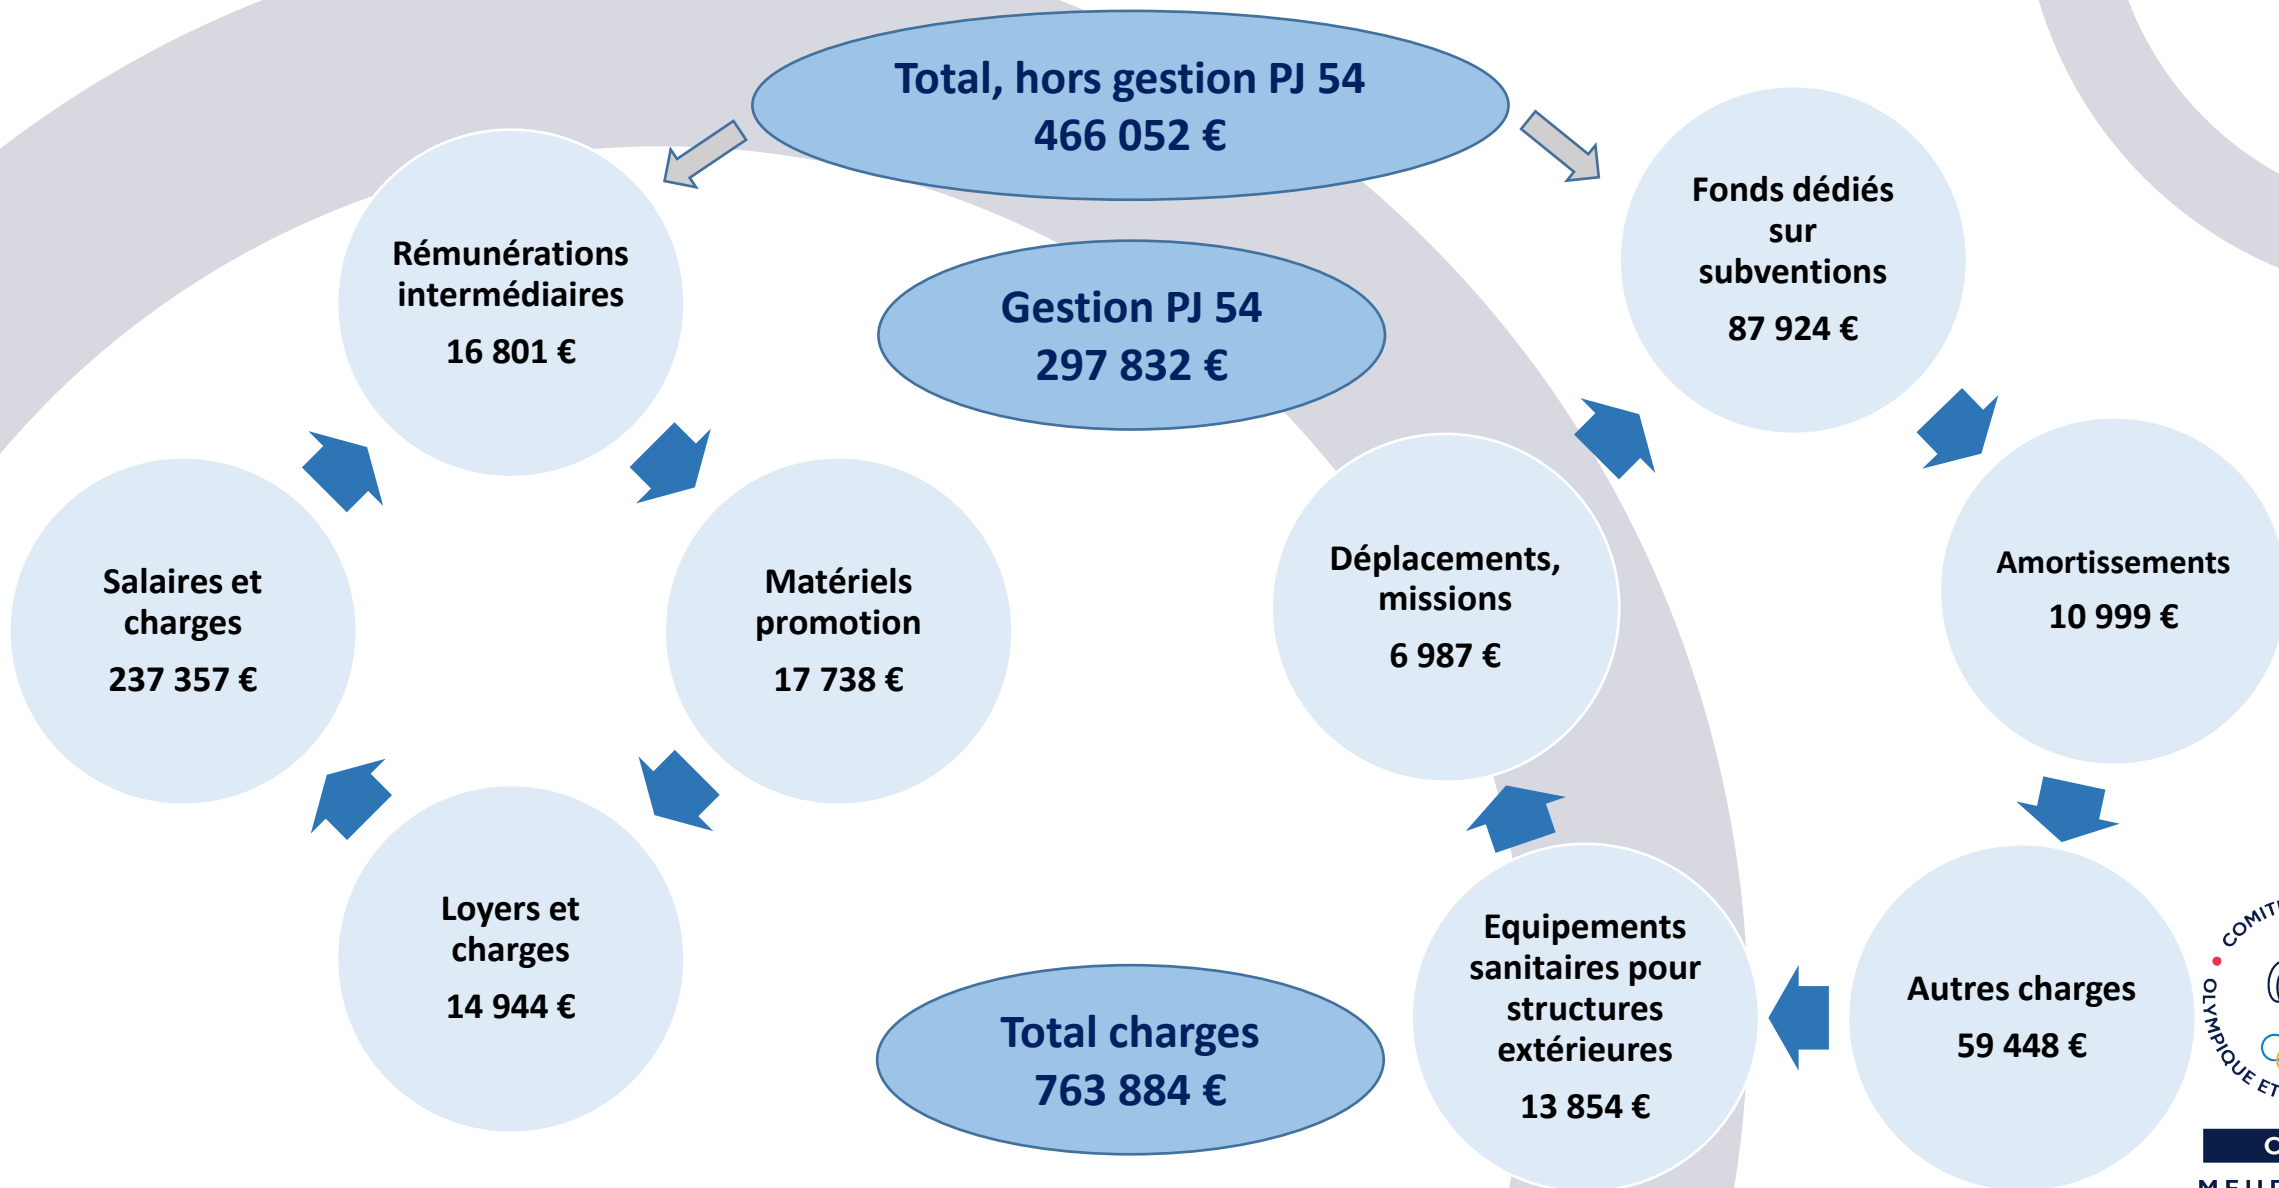 Total, hors gestion PJ 54
466 052 €
Gestion PJ 54
297 832 €
Rémunérations
intermédiaires
16 801 €
Matériels
promotion
17 738 €
Loyers et
charges
14 944 €
Salaires et
charges
237 357 €
Fonds dédiés
sur
subventions
87 924 €
Amortissements
10 999 €
Autres charges
59 448 €
Equipements
sanitaires pour
structures
extérieures
13 854 €
Déplacements,
missions
6 987 €
Total charges
763 884 €
OLYMPIQUE ET